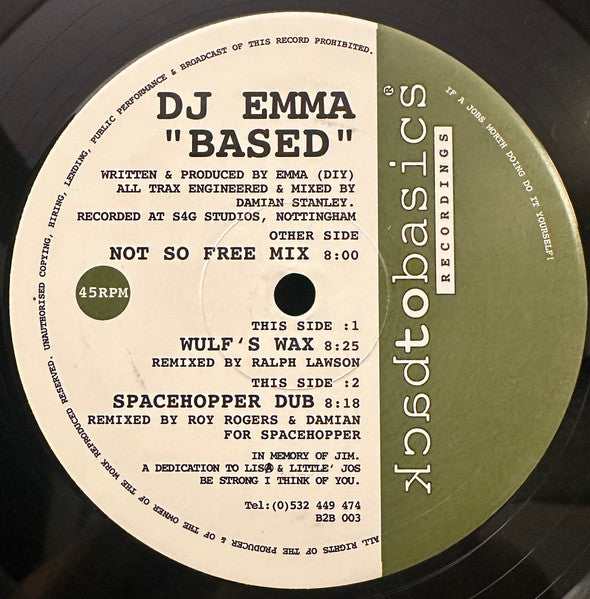 UNAUTHORISED COPYING, HIRING, LENDING, PUBLIC PERFORMANCE & BROADCAST OF THIS RECORD PROHIBITED.
DJ EMMA
"BASED"
WRITTEN & PRODUCED BY EMMA (DIY)
ALL TRAX ENGINEERED & MIXED BY
DAMIAN STANLEY.
RECORDED AT S4G STUDIOS, NOTTINGHAM
OTHER SIDE
NOT SO FREE MIX 8:00
45RPM
THIS SIDE :1
WULF'S WAX 8:25
REMIXED BY RALPH LAWSON
THIS SIDE :2
SPACEHOPPER DUB 8:18
REMIXED BY ROY ROGERS & DAMIAN
FOR SPACEHOPPER
IN MEMORY OF JIM.
A DEDICATION TO LISA & LITTLE' JOS
BE STRONG I THINK OF YOU.
Tel:(0)532 449 474
B2B 003
ALL RIGHTS OF THE PRODUCER & OF THE OWNER OF THE WORK REPRODUCED RESERVED.
backtobasics®
RECORDINGS
IF A JOBS WORTH DOING DO IT YOURSELF!